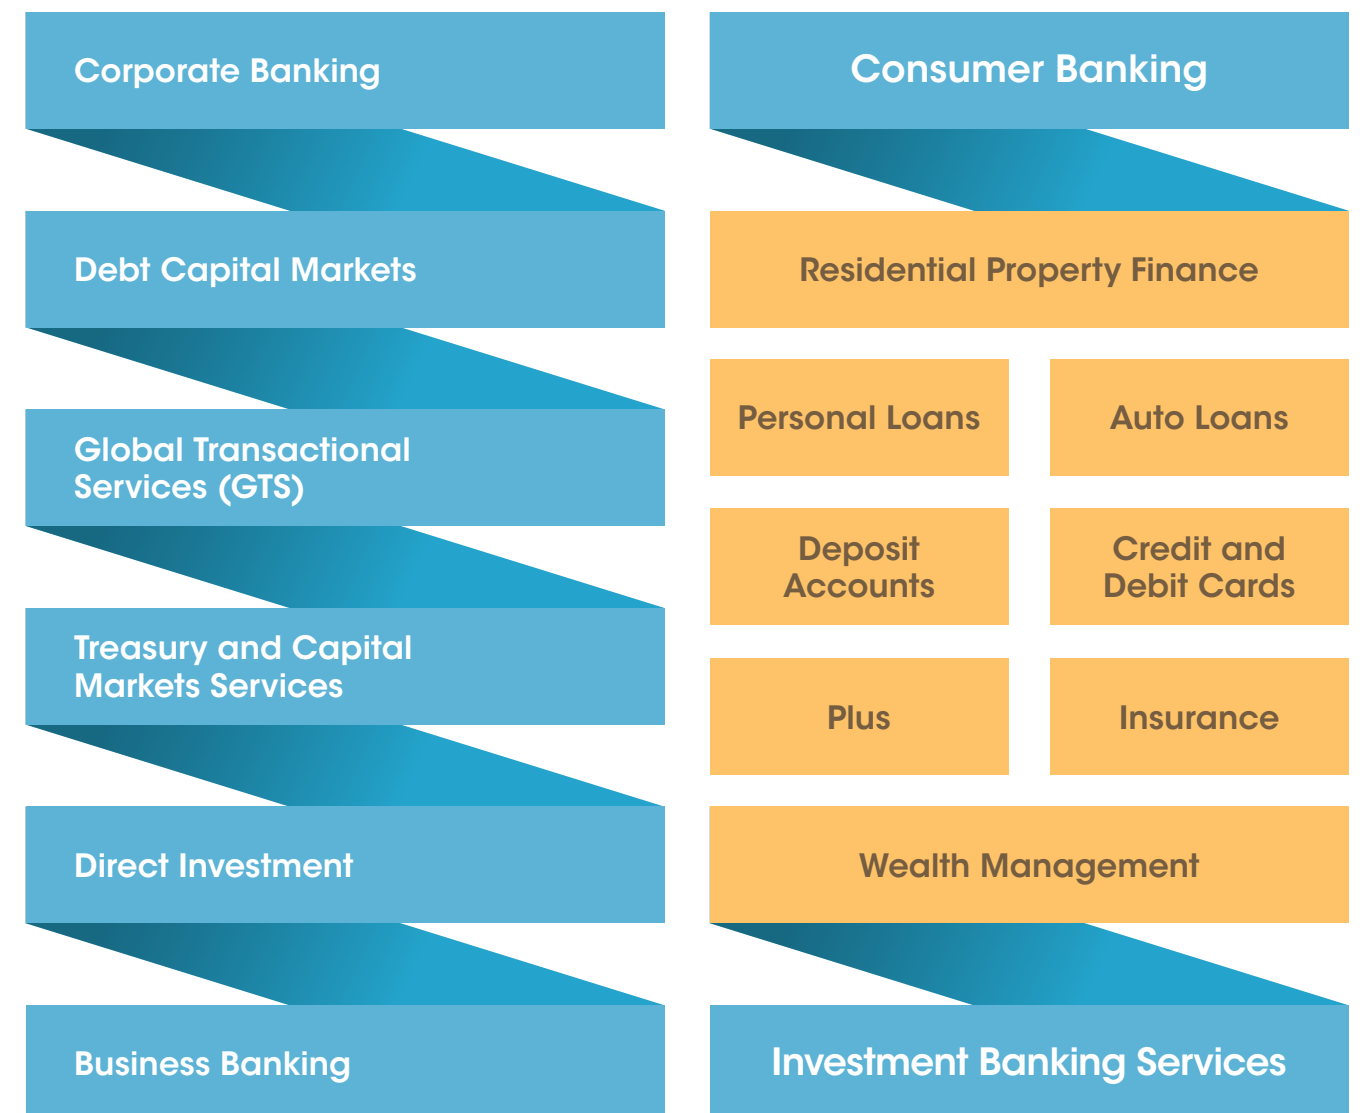 Corporate Banking
Debt Capital Markets
Global Transactional
Services (GTS)
Treasury and Capital
Markets Services
Direct Investment
Business Banking
Consumer Banking
Residential Property Finance
Personal Loans
Auto Loans
Deposit
Accounts
Credit and
Debit Cards
Plus
Insurance
Wealth Management
Investment Banking Services